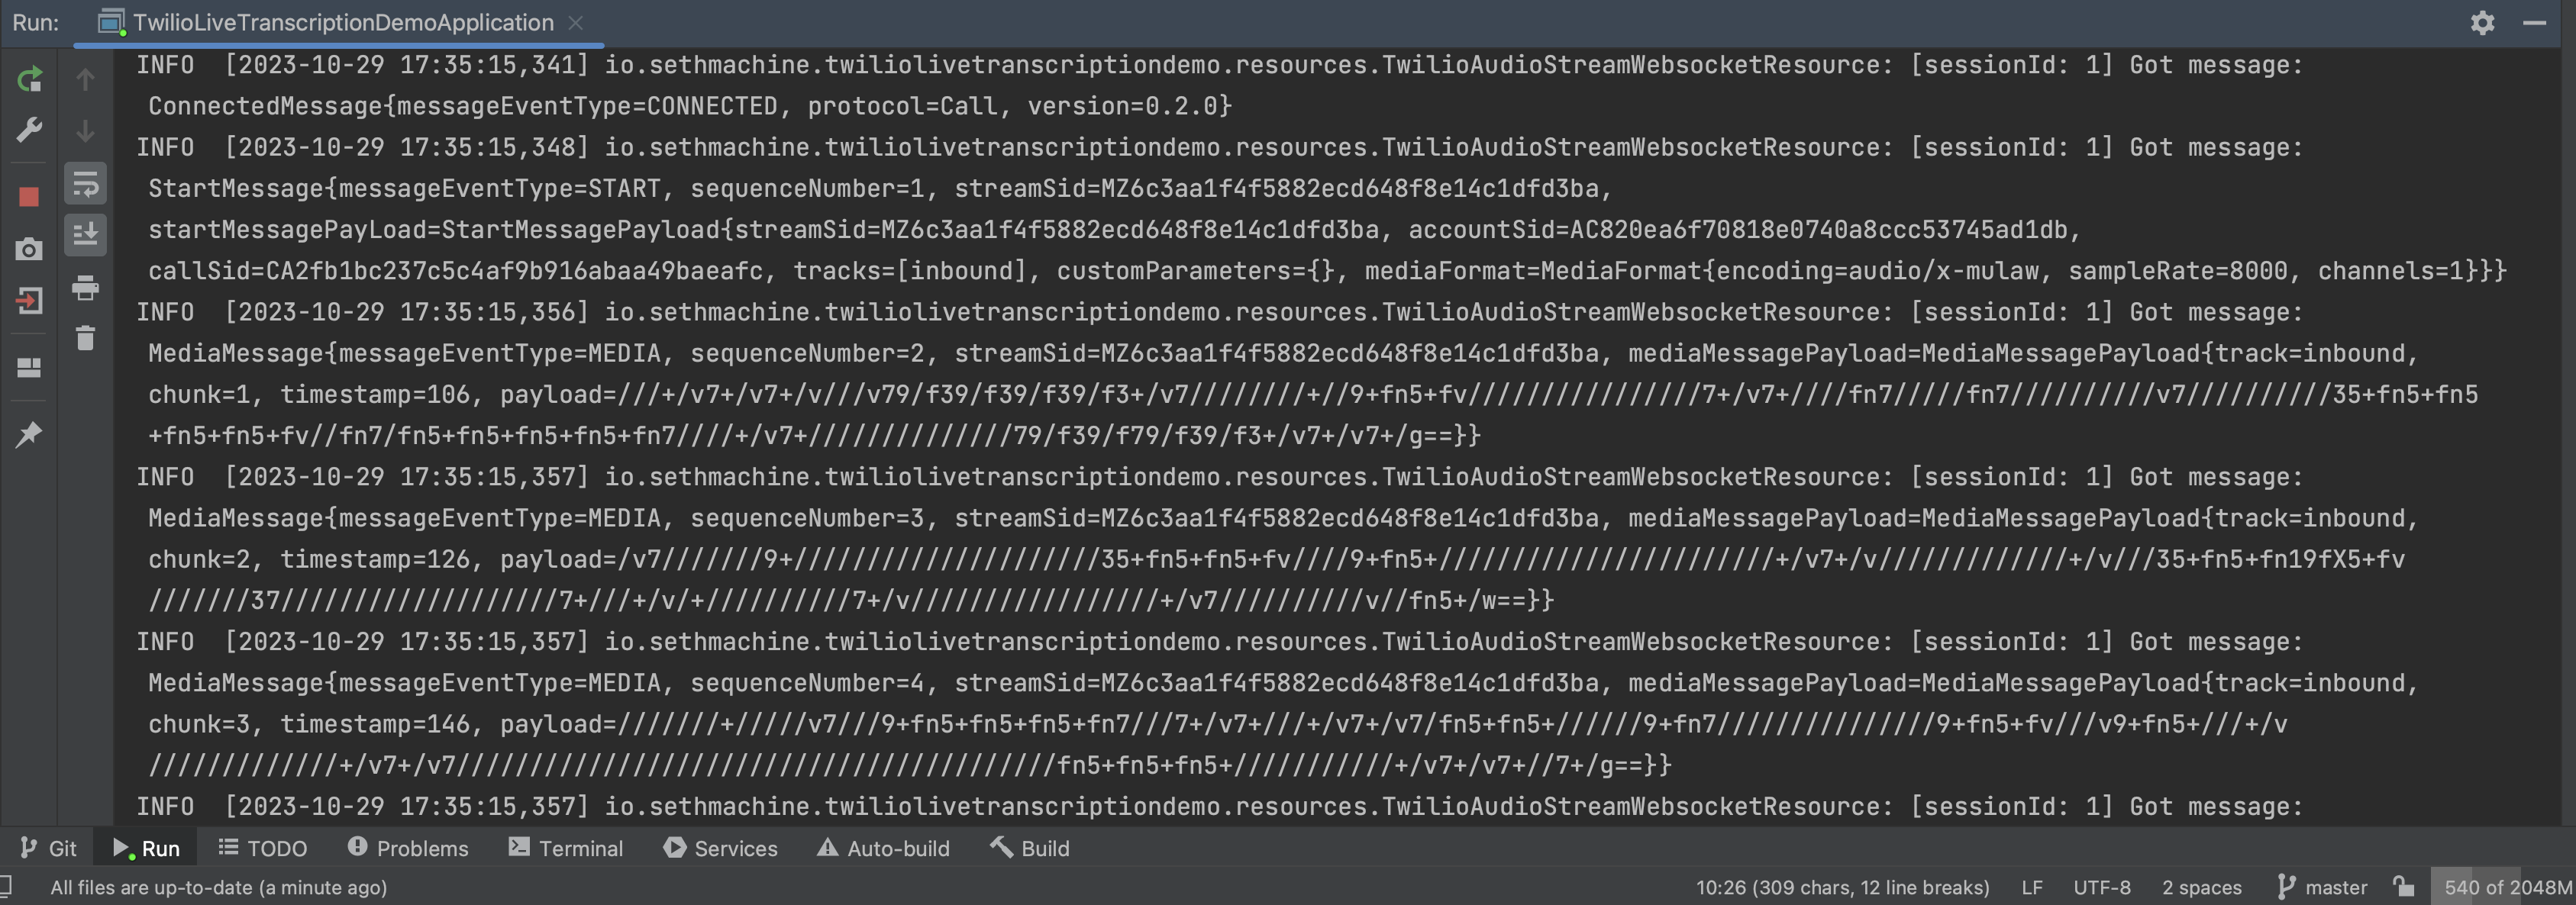 Run: TwilioLiveTranscriptionDemoApplication
INFO  [2023-10-29 17:35:15,341] io.sethmachine.twiliolivetranscriptiondemo.resources.TwilioAudioStreamWebsocketResource: [sessionId: 1] Got message:
ConnectedMessage{messageEventType=CONNECTED, protocol=Call, version=0.2.0}
INFO  [2023-10-29 17:35:15,348] io.sethmachine.twiliolivetranscriptiondemo.resources.TwilioAudioStreamWebsocketResource: [sessionId: 1] Got message:
StartMessage{messageEventType=START, sequenceNumber=1, streamSid=MZ6c3aa1f4f5882ecd648f8e14c1dfd3ba,
startMessagePayLoad=StartMessagePayload{streamSid=MZ6c3aa1f4f5882ecd648f8e14c1dfd3ba, accountSid=AC820ea6f70818e0740a8ccc53745ad1db,
callSid=CA2fb1bc237c5c4af9b916abaa49baeafc, tracks=[inbound], customParameters={}, mediaFormat=MediaFormat{encoding=audio/x-mulaw, sampleRate=8000, channels=1}}}
INFO  [2023-10-29 17:35:15,356] io.sethmachine.twiliolivetranscriptiondemo.resources.TwilioAudioStreamWebsocketResource: [sessionId: 1] Got message:
MediaMessage{messageEventType=MEDIA, sequenceNumber=2, streamSid=MZ6c3aa1f4f5882ecd648f8e14c1dfd3ba, mediaMessagePayload=MediaMessagePayload{track=inbound,
chunk=1, timestamp=106, payload=///+/v7+/v7+/v///v79/f39/f39/f39/f3+/v7////////+//9+fn5+fv////////////////7+/v7+////fn7/////fn7//////////v7//////////35+fn5+fn5
+fn5+fn5+fv//fn7/fn5+fn5+fn5+fn5+fn7////+/v7+//////////////79/f39/f79/f39/f3+/v7+/v7+/g==}}
INFO  [2023-10-29 17:35:15,357] io.sethmachine.twiliolivetranscriptiondemo.resources.TwilioAudioStreamWebsocketResource: [sessionId: 1] Got message:
MediaMessage{messageEventType=MEDIA, sequenceNumber=3, streamSid=MZ6c3aa1f4f5882ecd648f8e14c1dfd3ba, mediaMessagePayload=MediaMessagePayload{track=inbound,
chunk=2, timestamp=126, payload=/v7///////9+/////////////////////35+fn5+fn5+fv////9+fn5+///////////////////////+/v7+/v/////////////+/v///35+fn5+fn19fX5+fv
///////37///////////////////7+///+/v/+//////////7+/v/////////////////+/v7//////////v//fn5+/w==}}
INFO  [2023-10-29 17:35:15,357] io.sethmachine.twiliolivetranscriptiondemo.resources.TwilioAudioStreamWebsocketResource: [sessionId: 1] Got message:
MediaMessage{messageEventType=MEDIA, sequenceNumber=4, streamSid=MZ6c3aa1f4f5882ecd648f8e14c1dfd3ba, mediaMessagePayload=MediaMessagePayload{track=inbound,
chunk=3, timestamp=146, payload=///////+/////v7///9+fn5+fn5+fn5+fn7///7+/v7+///+/v7+/v7/fn5+fn5+//////9+fn7///////////////9+fn5+fv///v9+fn5+///+/v
/////////////+/v7+/v7/////////////////////////////////////////fn5+fn5+fn5+///////////+/v7+/v7+//7+/g==}}
INFO  [2023-10-29 17:35:15,357] io.sethmachine.twiliolivetranscriptiondemo.resources.TwilioAudioStreamWebsocketResource: [sessionId: 1] Got message:
Git Run TODO Problems Terminal Services Auto-build Build
All files are up-to-date (a minute ago) 10:26 (309 chars, 12 line breaks) LF UTF-8 2 spaces master 540 of 2048M